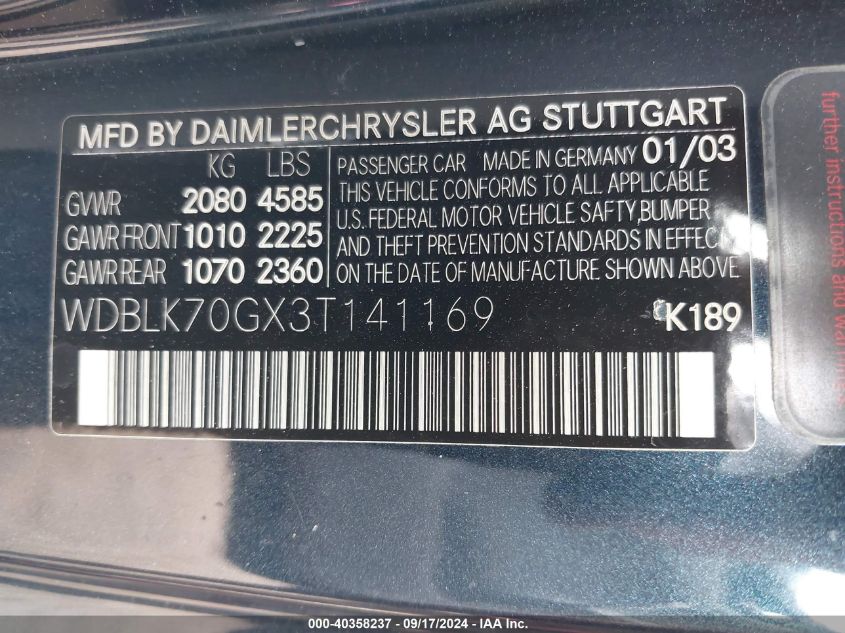 MFD BY DAIMLERCHRYSLER AG STUTTGART
KG LBS
GVWR 2080 4585
GAWR FRONT 1010 2225
GAWR REAR 1070 2360
PASSENGER CAR MADE IN GERMANY 01/03
THIS VEHICLE CONFORMS TO ALL APPLICABLE
U.S. FEDERAL MOTOR VEHICLE SAFTY,BUMPER
AND THEFT PREVENTION STANDARDS IN EFFECT
ON THE DATE OF MANUFACTURE SHOWN ABOVE
WDBLK70GX3T141169
K189
further instructions and warnings
000-40358237 - 09/17/2024 - IAA Inc.